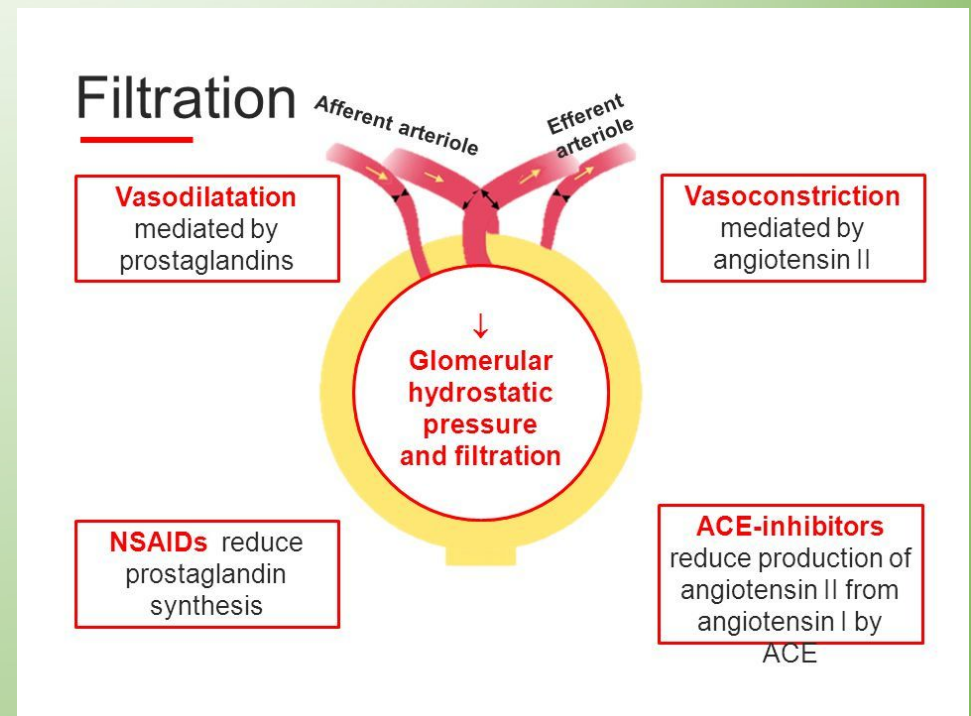 Filtration
Afferent arteriole
Efferent
arteriole
Vasodilatation
mediated by
prostaglandins
Vasoconstriction
mediated by
angiotensin II
↓
Glomerular
hydrostatic
pressure
and filtration
NSAIDs reduce
prostaglandin
synthesis
ACE-inhibitors
reduce production of
angiotensin II from
angiotensin I by
ACE